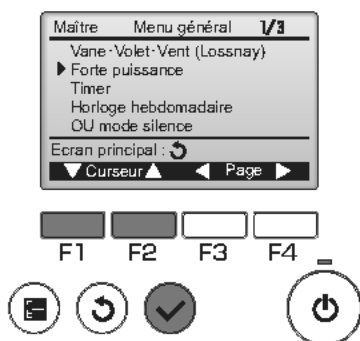 Maître Menu général 1/3
Vane·Volet·Vent (Lossnay)
Forte puissance
Timer
Horloge hebdomadaire
OU mode silence
Ecran principal :
Curseur Page
F1 F2 F3 F4